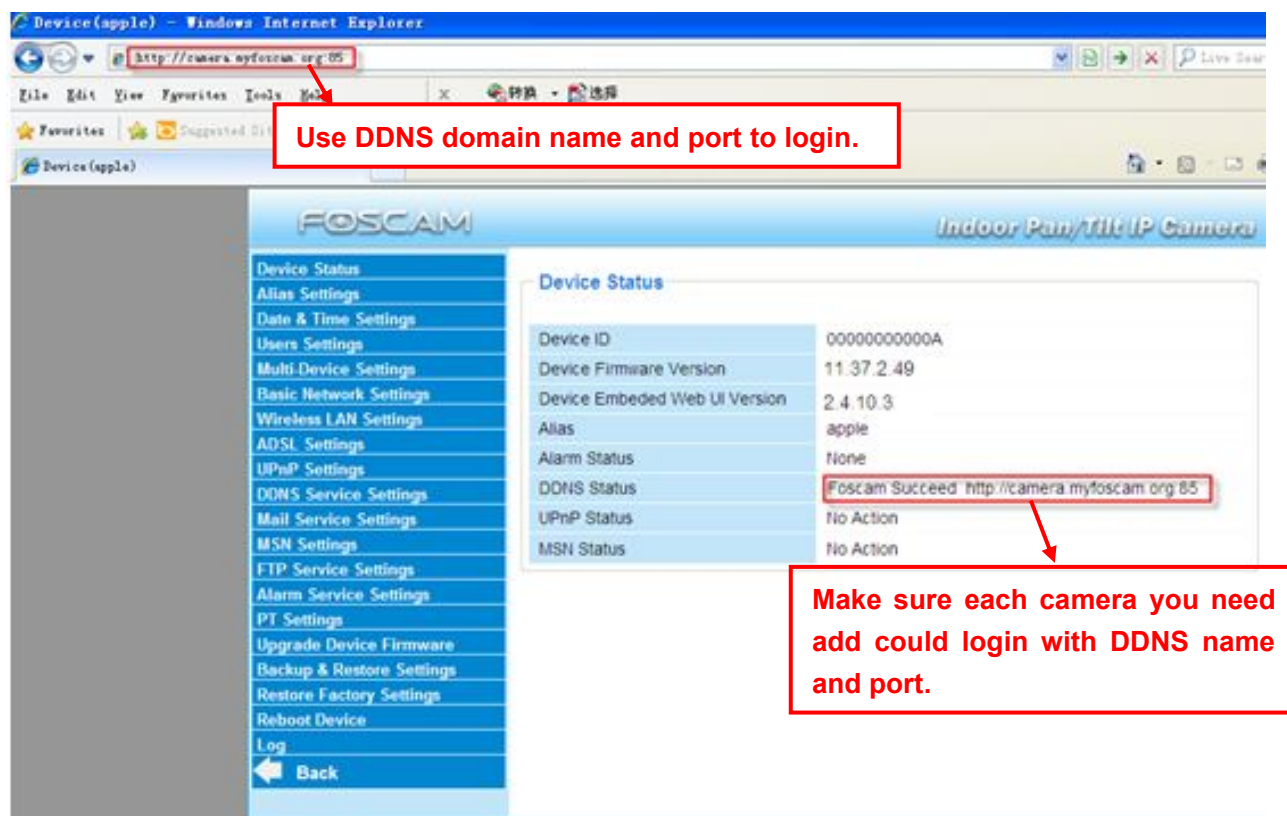 Device(apple) - Windows Internet Explorer
http://camera.myfoscam.org:85
Live Sear
File Edit View Favorites Tools Hel
x 转换 选择
Favorites Suggested Sit
Use DDNS domain name and port to login.
Device(apple)
FOSCAM
Indoor Pan/Tilt IP Camera
Device Status
Alias Settings
Date & Time Settings
Users Settings
Multi-Device Settings
Basic Network Settings
Wireless LAN Settings
ADSL Settings
UPnP Settings
DDNS Service Settings
Mail Service Settings
MSN Settings
FTP Service Settings
Alarm Service Settings
PT Settings
Upgrade Device Firmware
Backup & Restore Settings
Restore Factory Settings
Reboot Device
Log
Back
Device Status
Device ID 00000000000A
Device Firmware Version 11.37.2.49
Device Embeded Web UI Version 2.4.10.3
Alias apple
Alarm Status None
DDNS Status Foscam Succeed http://camera.myfoscam.org:85
UPnP Status No Action
MSN Status No Action
Make sure each camera you need
add could login with DDNS name
and port.